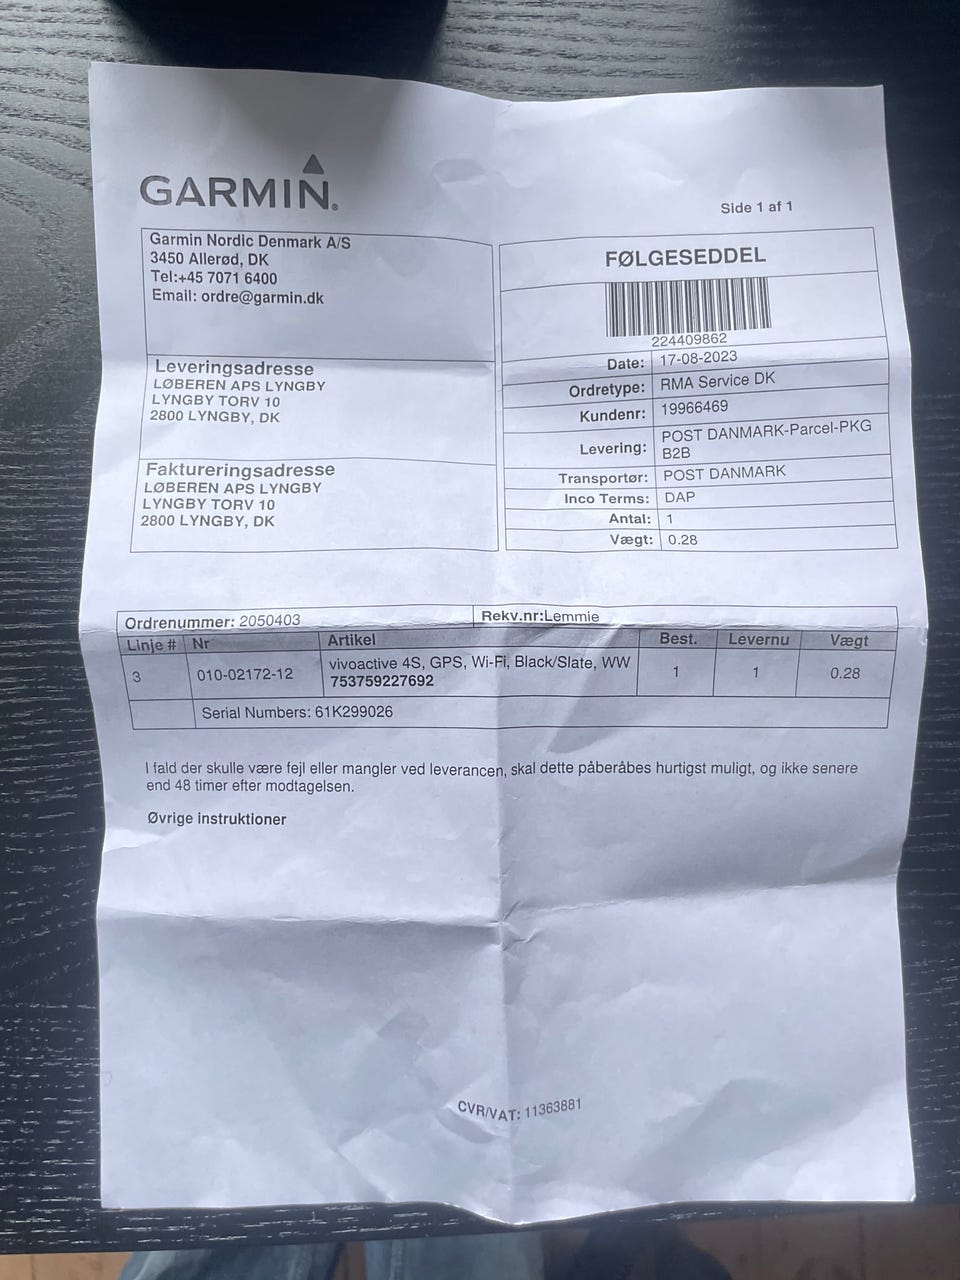 GARMIN®
Side 1 af 1
Garmin Nordic Denmark A/S
3450 Allerød, DK
Tel:+45 7071 6400
Email: ordre@garmin.dk
Leveringsadresse
LØBEREN APS LYNGBY
LYNGBY TORV 10
2800 LYNGBY, DK
Faktureringsadresse
LØBEREN APS LYNGBY
LYNGBY TORV 10
2800 LYNGBY, DK
FØLGESEDDEL
224409862
Date: 17-08-2023
Ordretype: RMA Service DK
Kundenr: 19966469
Levering: POST DANMARK-Parcel-PKG
B2B
Transportør: POST DANMARK
Inco Terms: DAP
Antal: 1
Vægt: 0.28
Ordrenummer: 2050403 Rekv.nr:Lemmie
Linje # Nr Artikel Best. Levernu Vægt
3 010-02172-12 vivoactive 4S, GPS, Wi-Fi, Black/Slate, WW 1 1 0.28
753759227692
Serial Numbers: 61K299026
I fald der skulle være fejl eller mangler ved leverancen, skal dette påberåbes hurtigst muligt, og ikke senere
end 48 timer efter modtagelsen.
Øvrige instruktioner
CVR/VAT: 11363881